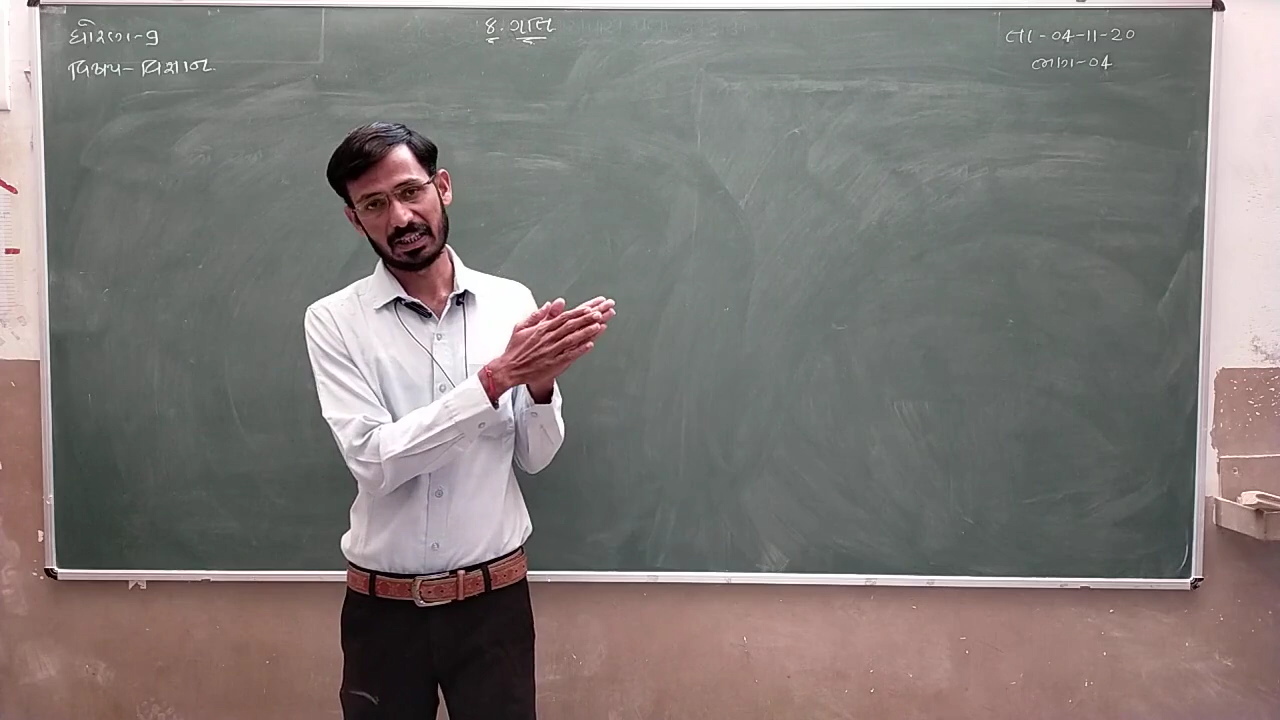 ધોરણ-9
વિષય- વિજ્ઞાન.
8. ગતિ
તા-04-11-20
ભાગ-04